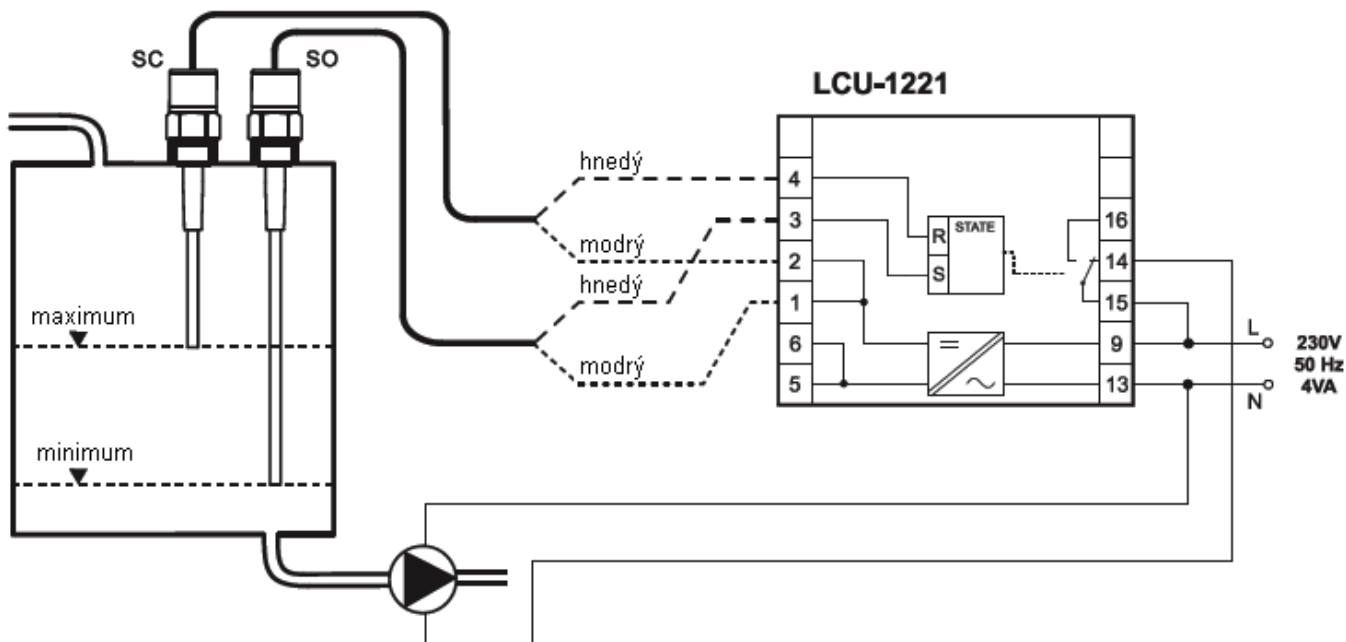 SC
SO
LCU-1221
hnedý
modrý
hnedý
modrý
maximum
minimum
4
3
2
1
6
5
R
S
STATE
16
14
15
9
13
L
N
230V
50 Hz
4VA